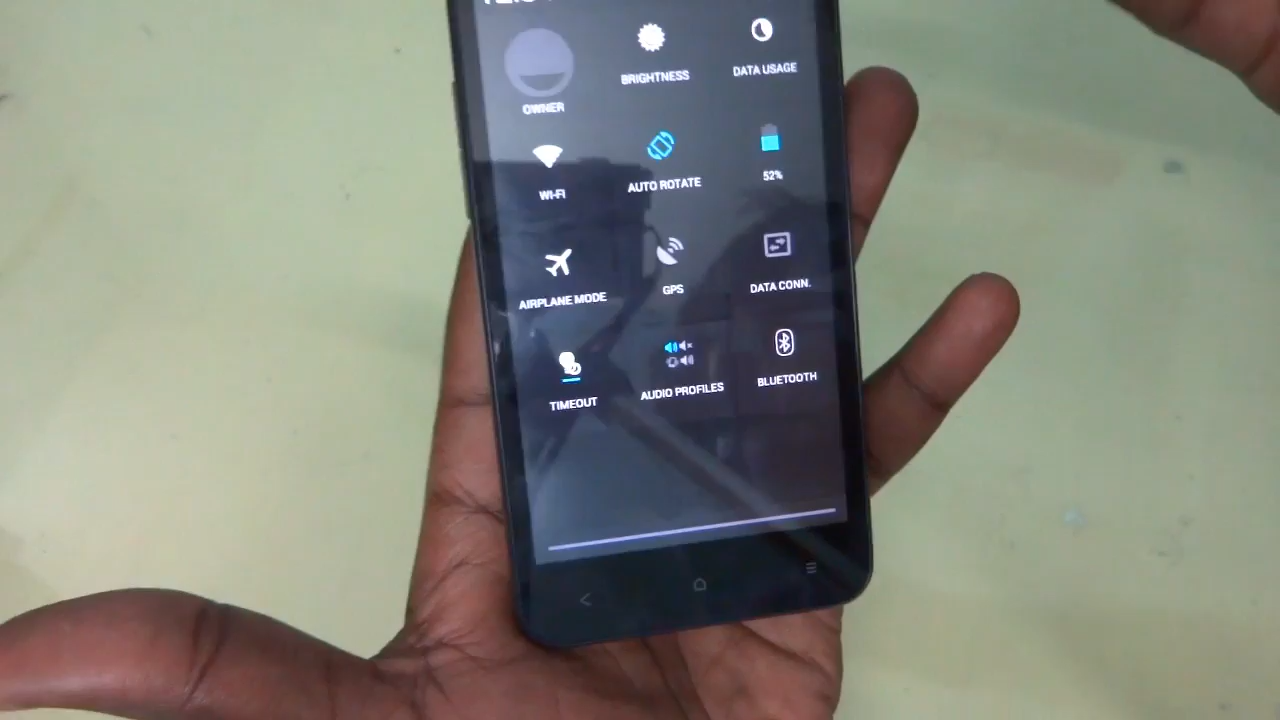 OWNER
BRIGHTNESS
DATA USAGE
WI-FI
AUTO ROTATE
52%
AIRPLANE MODE
GPS
DATA CONN.
TIMEOUT
AUDIO PROFILES
BLUETOOTH